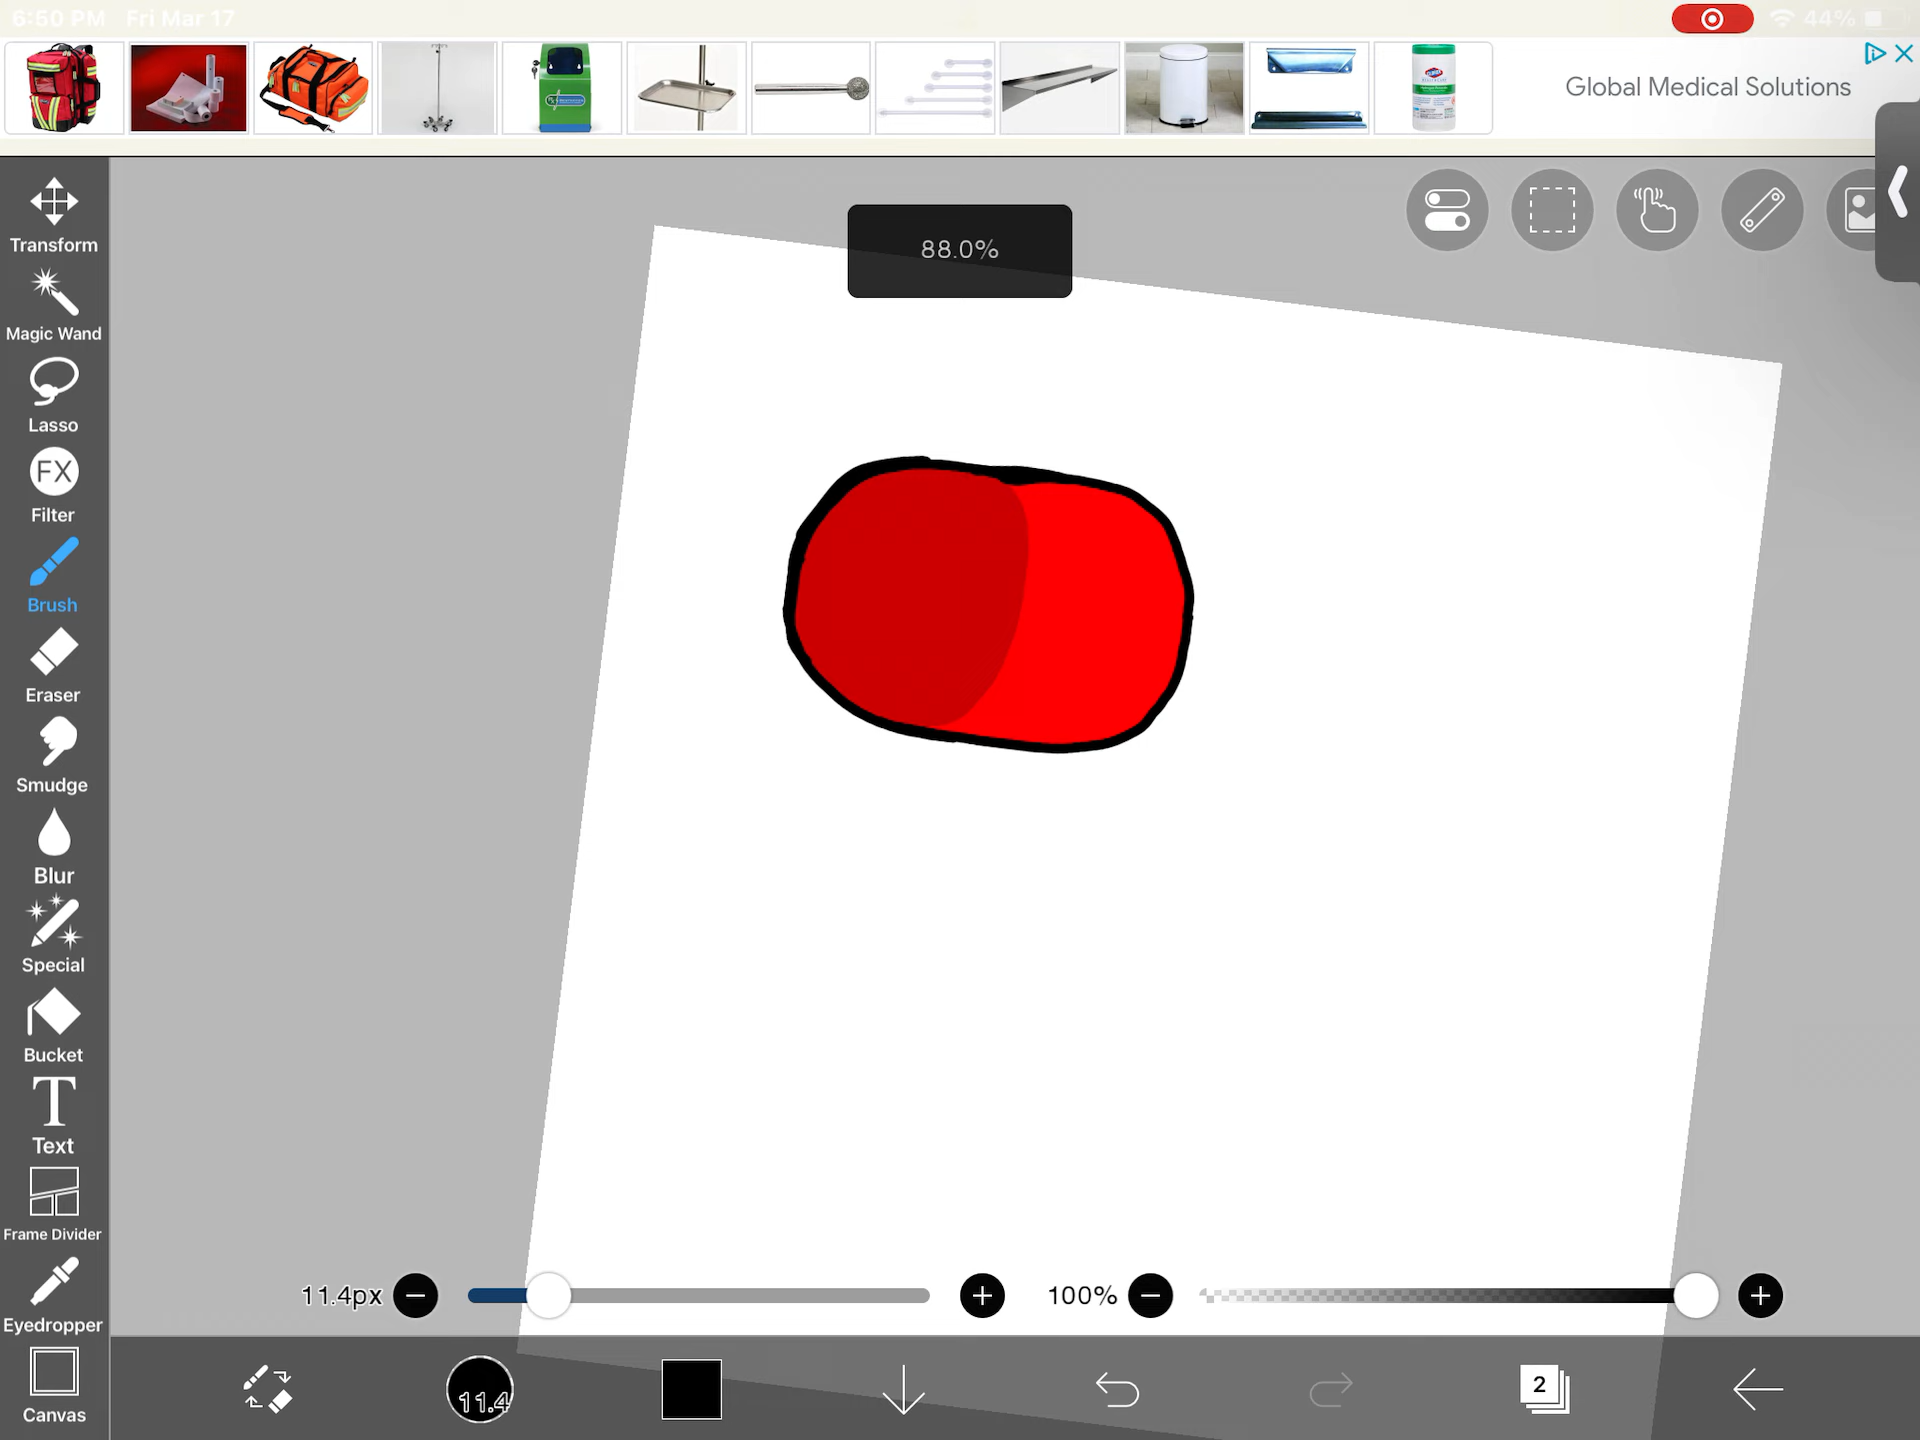 6:50 PM Fri Mar 17
44%
Global Medical Solutions
88.0%
Transform
Magic Wand
Lasso
FX
Filter
Brush
Eraser
Smudge
Blur
Special
Bucket
T
Text
Frame Divider
Eyedropper
Canvas
11.4px
100%
11.4
2